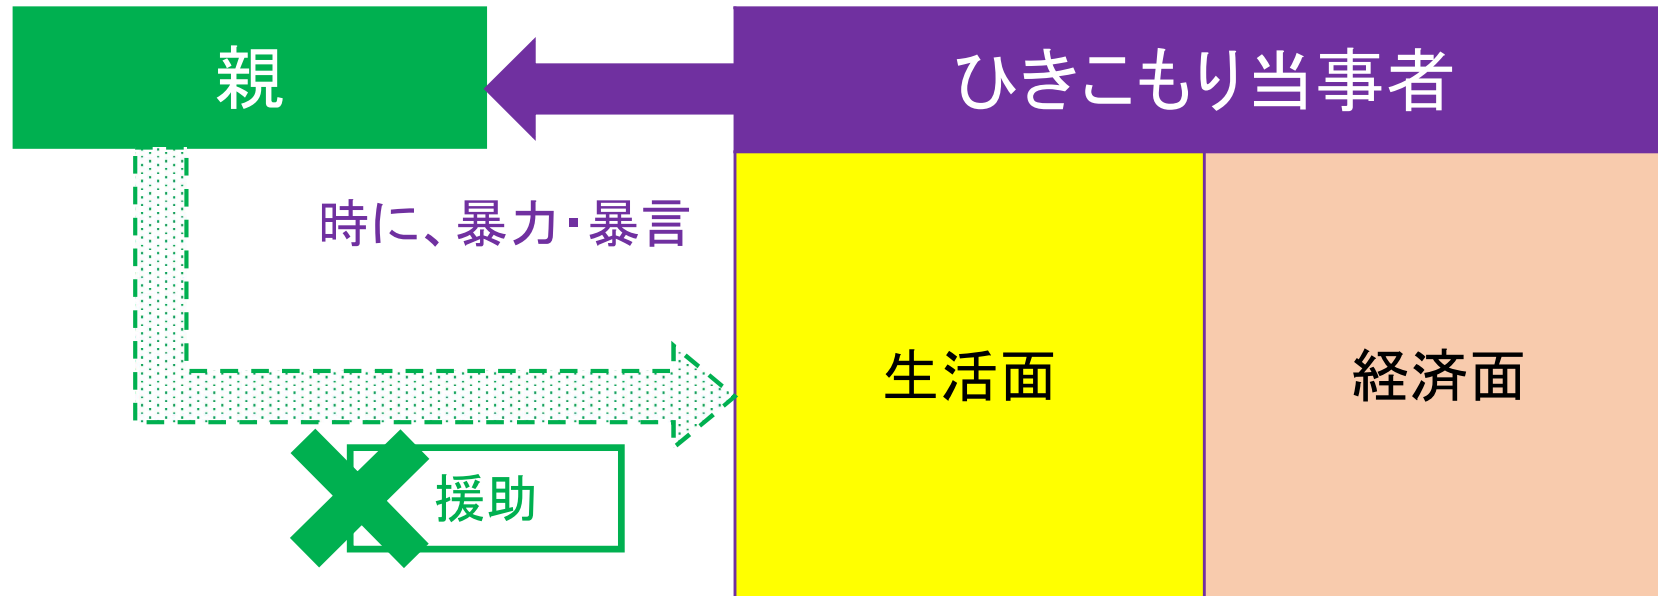 親
ひきこもり当事者
時に、暴力・暴言
生活面
経済面
援助